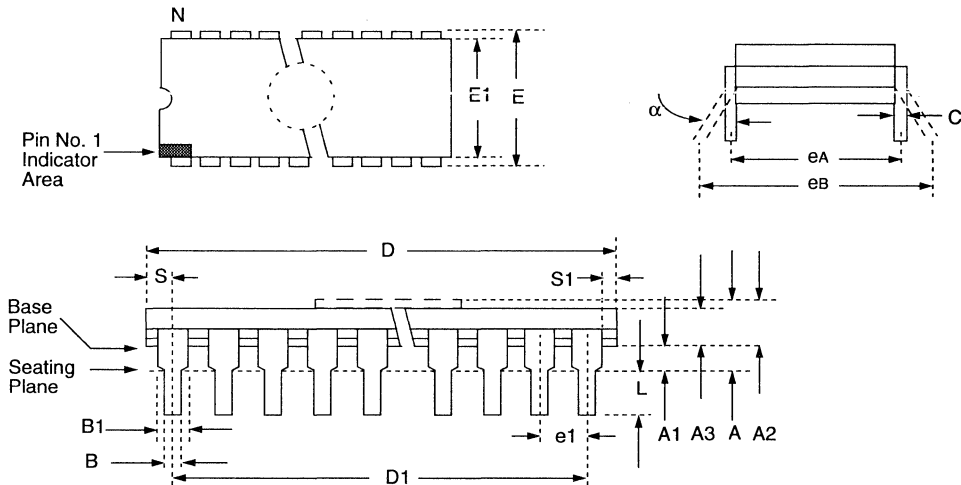 N
E1
E
Pin No. 1
Indicator
Area
α
C
eA
eB
D
S
S1
Base
Plane
Seating
Plane
L
B1
e1
A1
A3
A
A2
B
D1